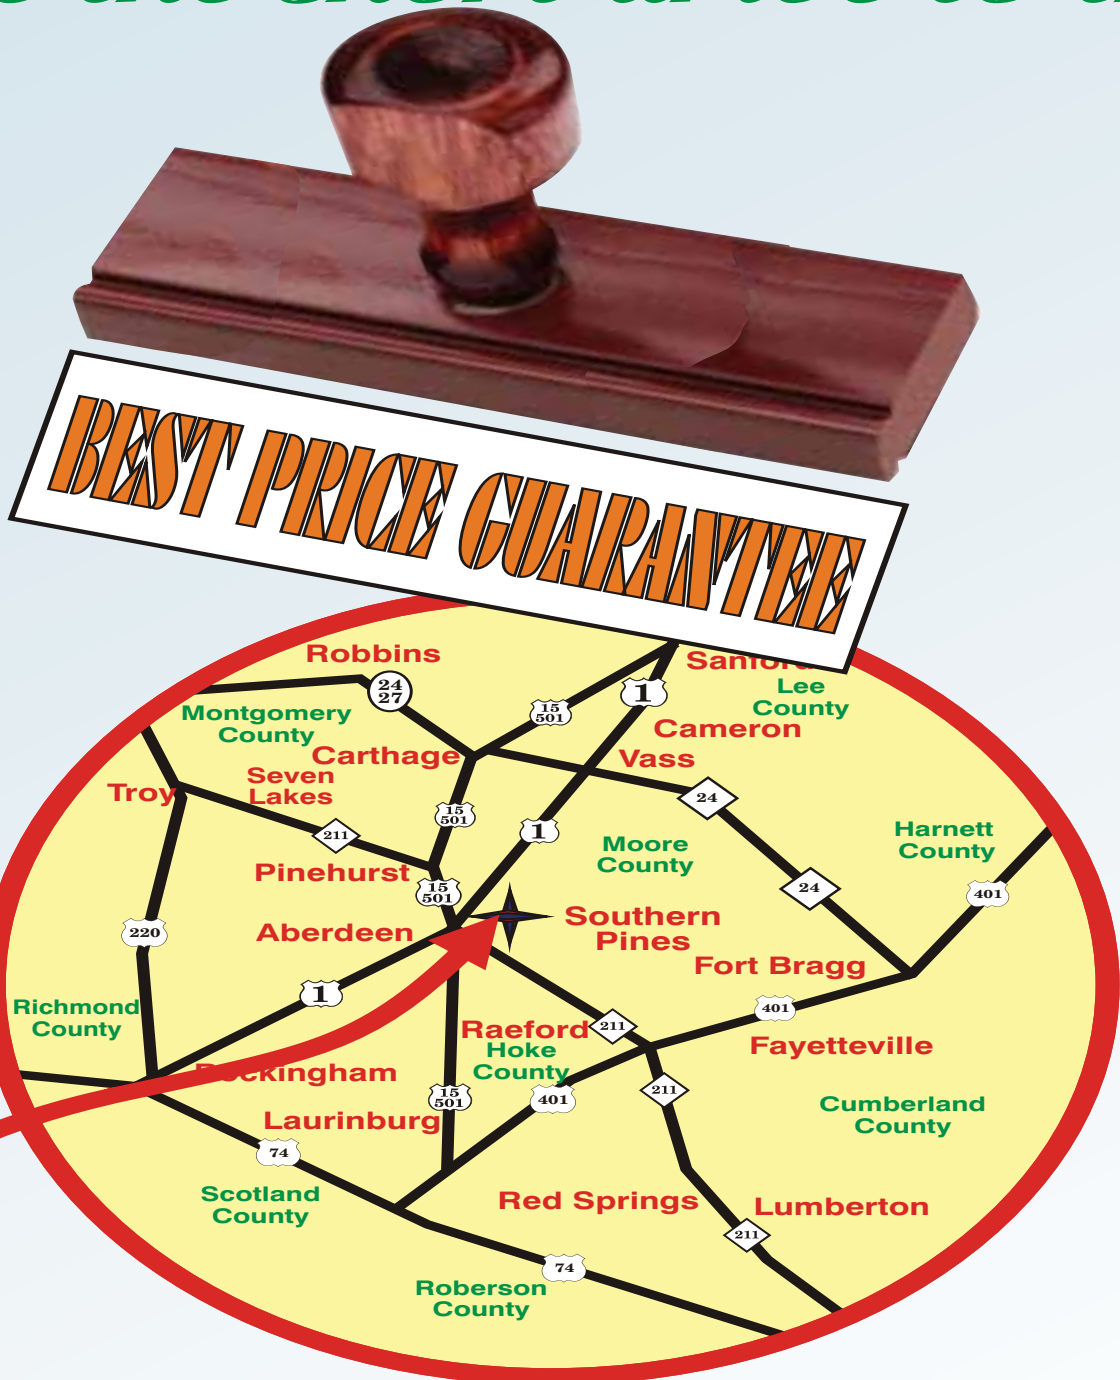 BEST PRICE GUARANTEE
Robbins
Sanford
24
27
1
Lee
County
15
501
Montgomery
County
Cameron
Carthage
Vass
Seven
Lakes
Troy
24
15
501
211
1
Moore
County
Harnett
County
Pinehurst
15
501
24
401
220
Aberdeen
Southern
Pines
Fort Bragg
1
Richmond
County
401
Raeford
211
Hoke
County
Fayetteville
Rockingham
15
501
401
211
Laurinburg
Cumberland
County
74
Scotland
County
Red Springs
Lumberton
211
74
Roberson
County